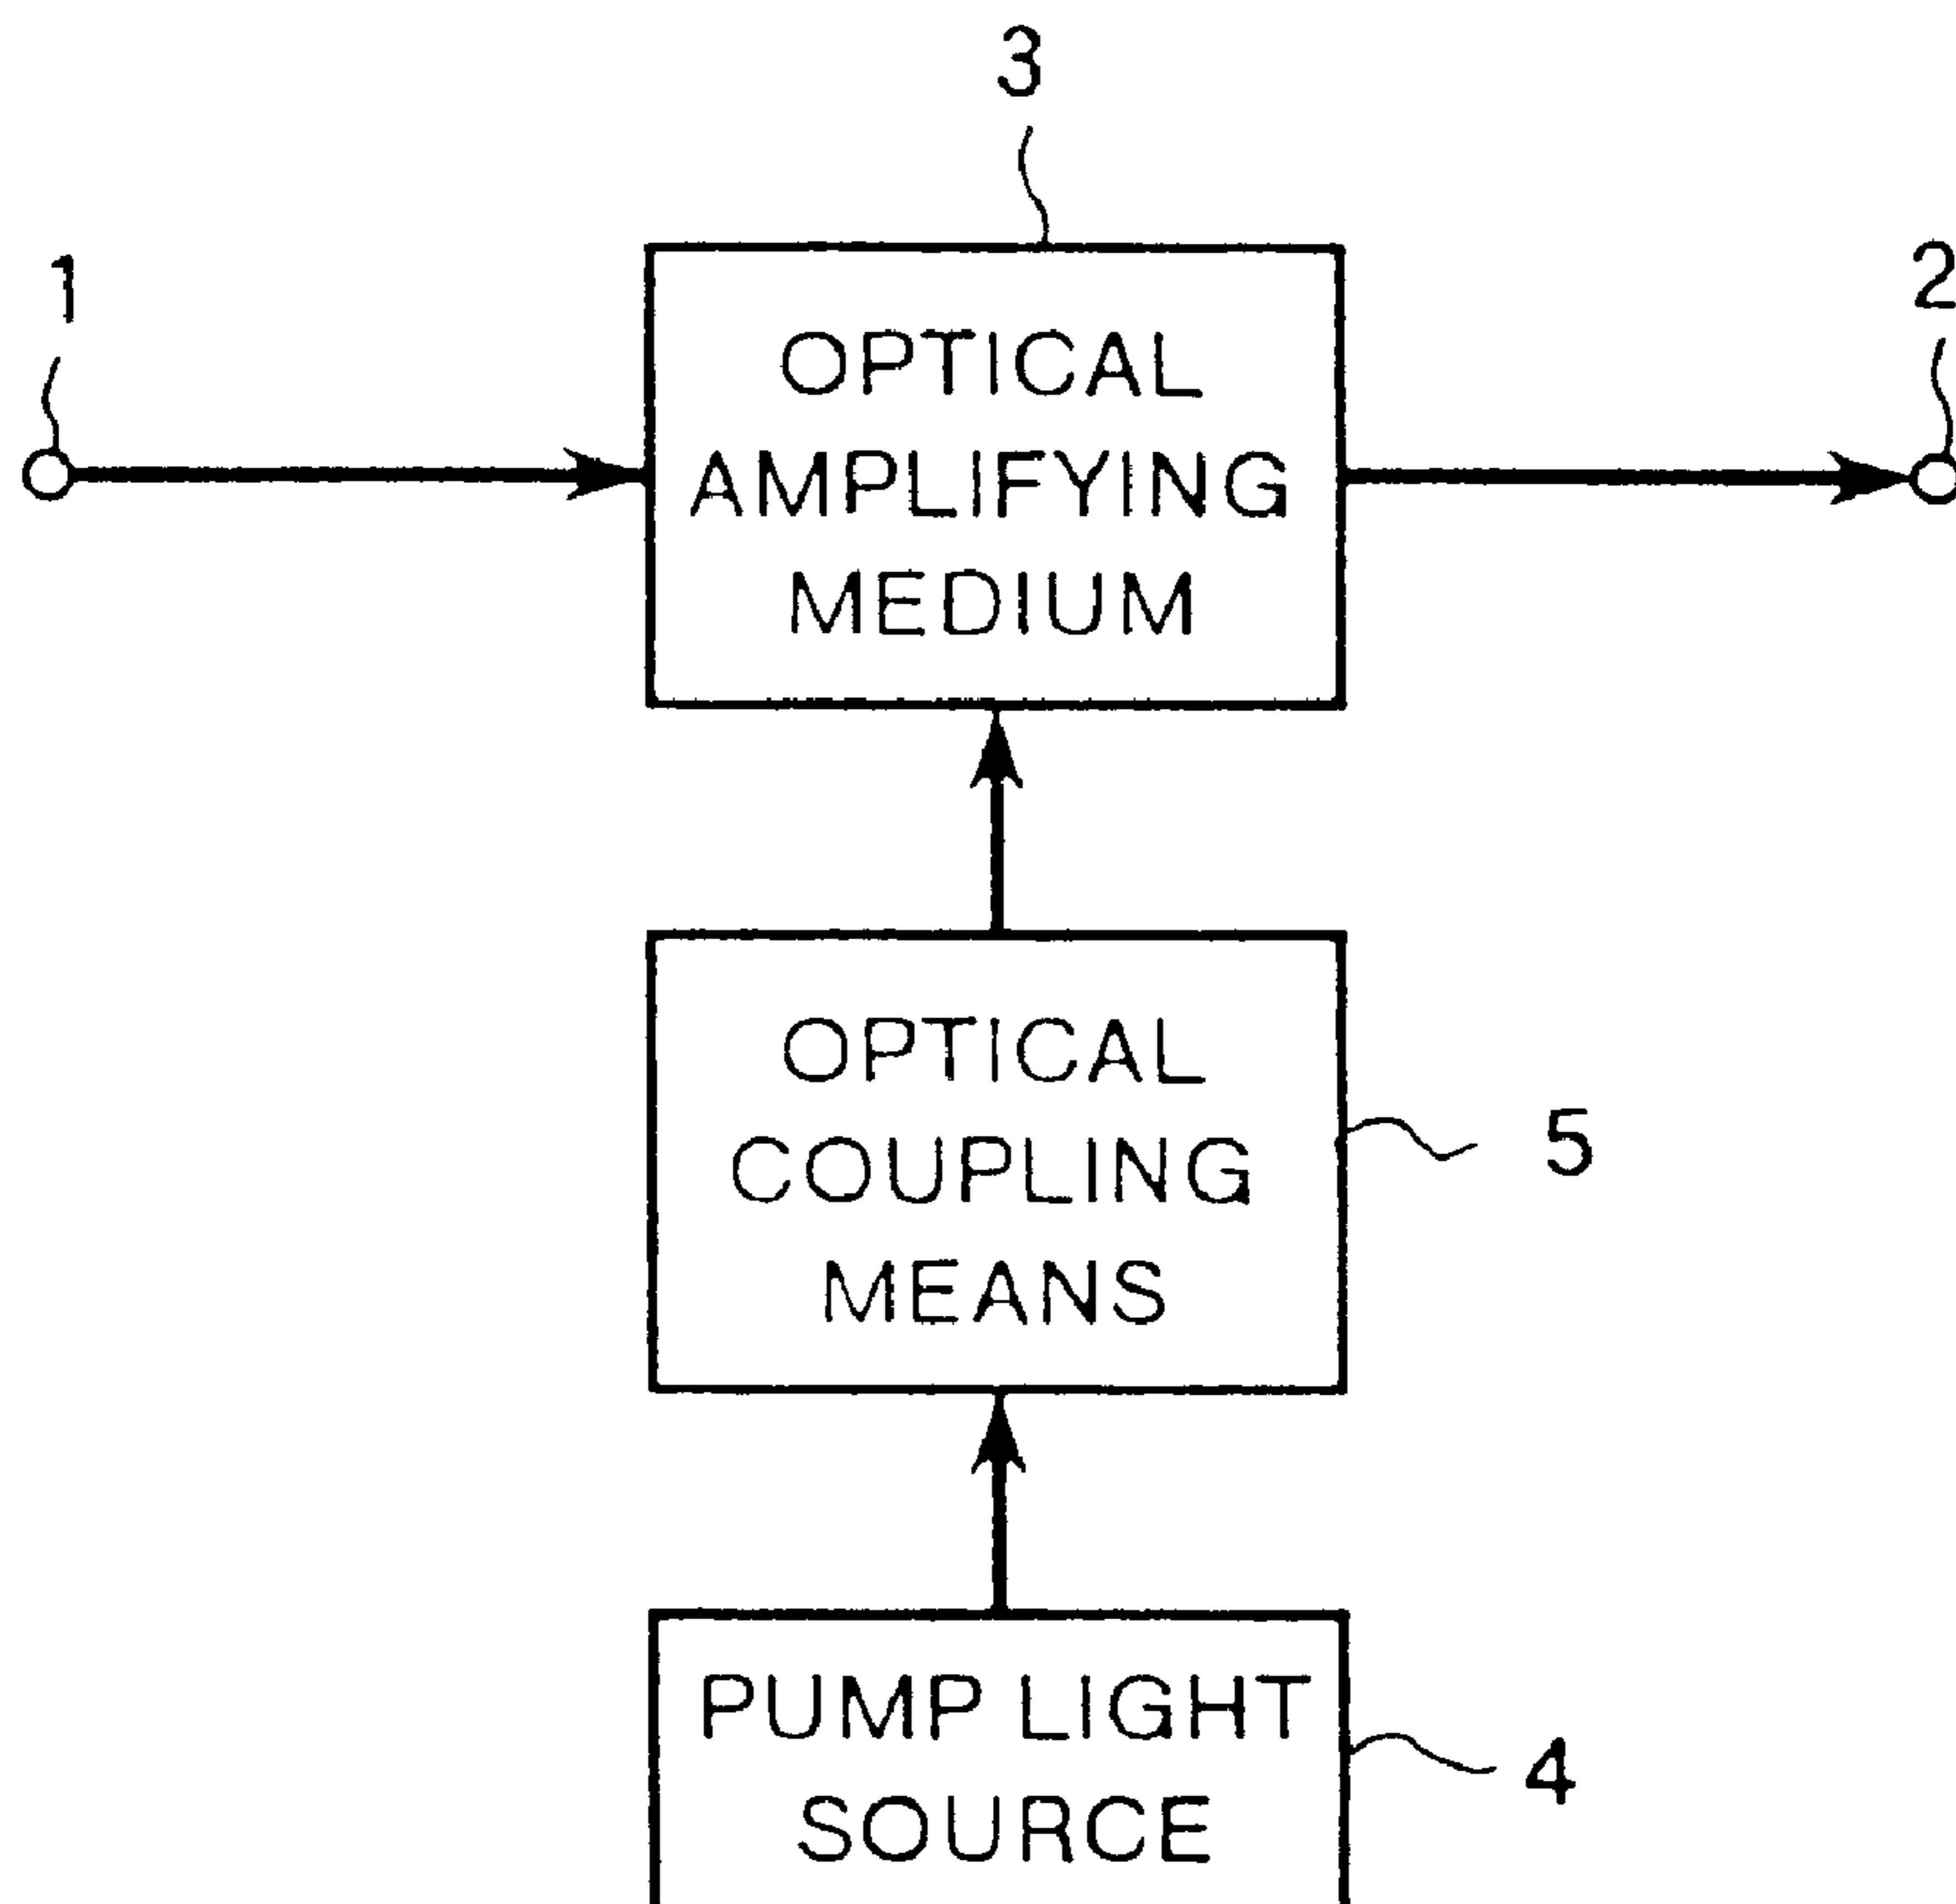 3
1
2
OPTICAL
AMPLIFYING
MEDIUM
OPTICAL
COUPLING
MEANS
5
PUMP LIGHT
SOURCE
4